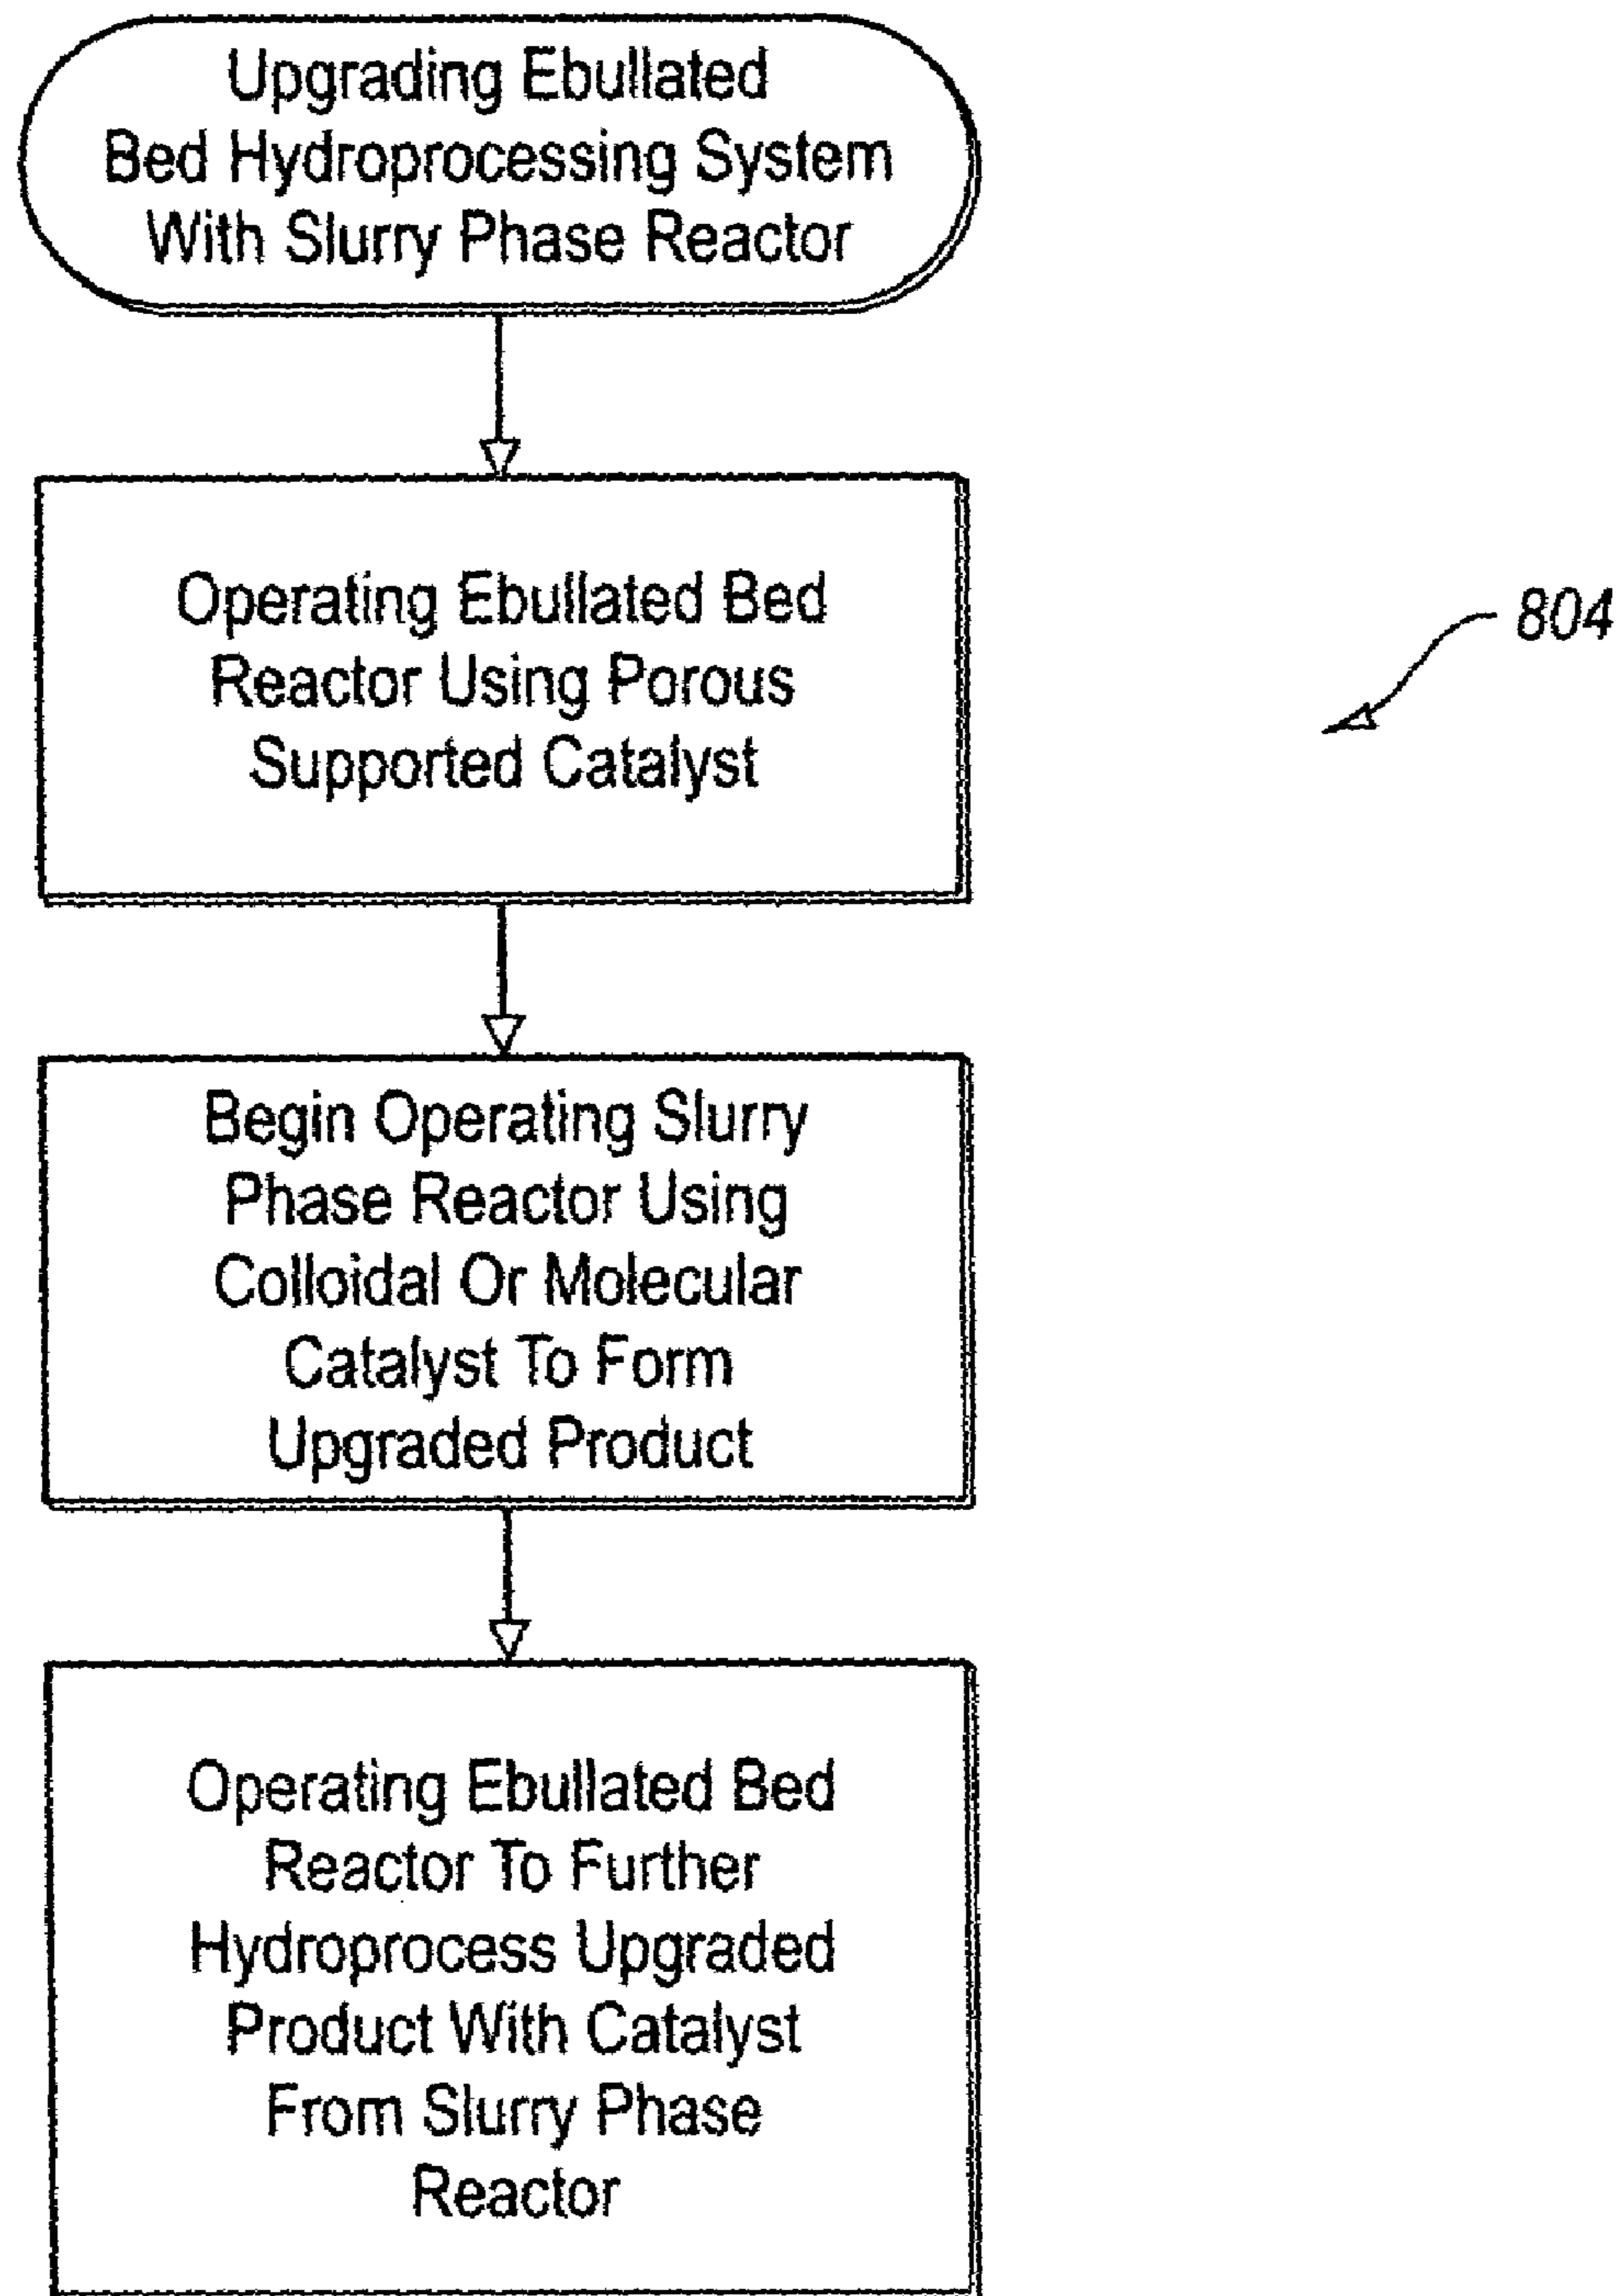 Upgrading Ebullated
Bed Hydroprocessing System
With Slurry Phase Reactor
Operating Ebullated Bed
Reactor Using Porous
Supported Catalyst
804
Begin Operating Slurry
Phase Reactor Using
Colloidal Or Molecular
Catalyst To Form
Upgraded Product
Operating Ebullated Bed
Reactor To Further
Hydroprocess Upgraded
Product With Catalyst
From Slurry Phase
Reactor